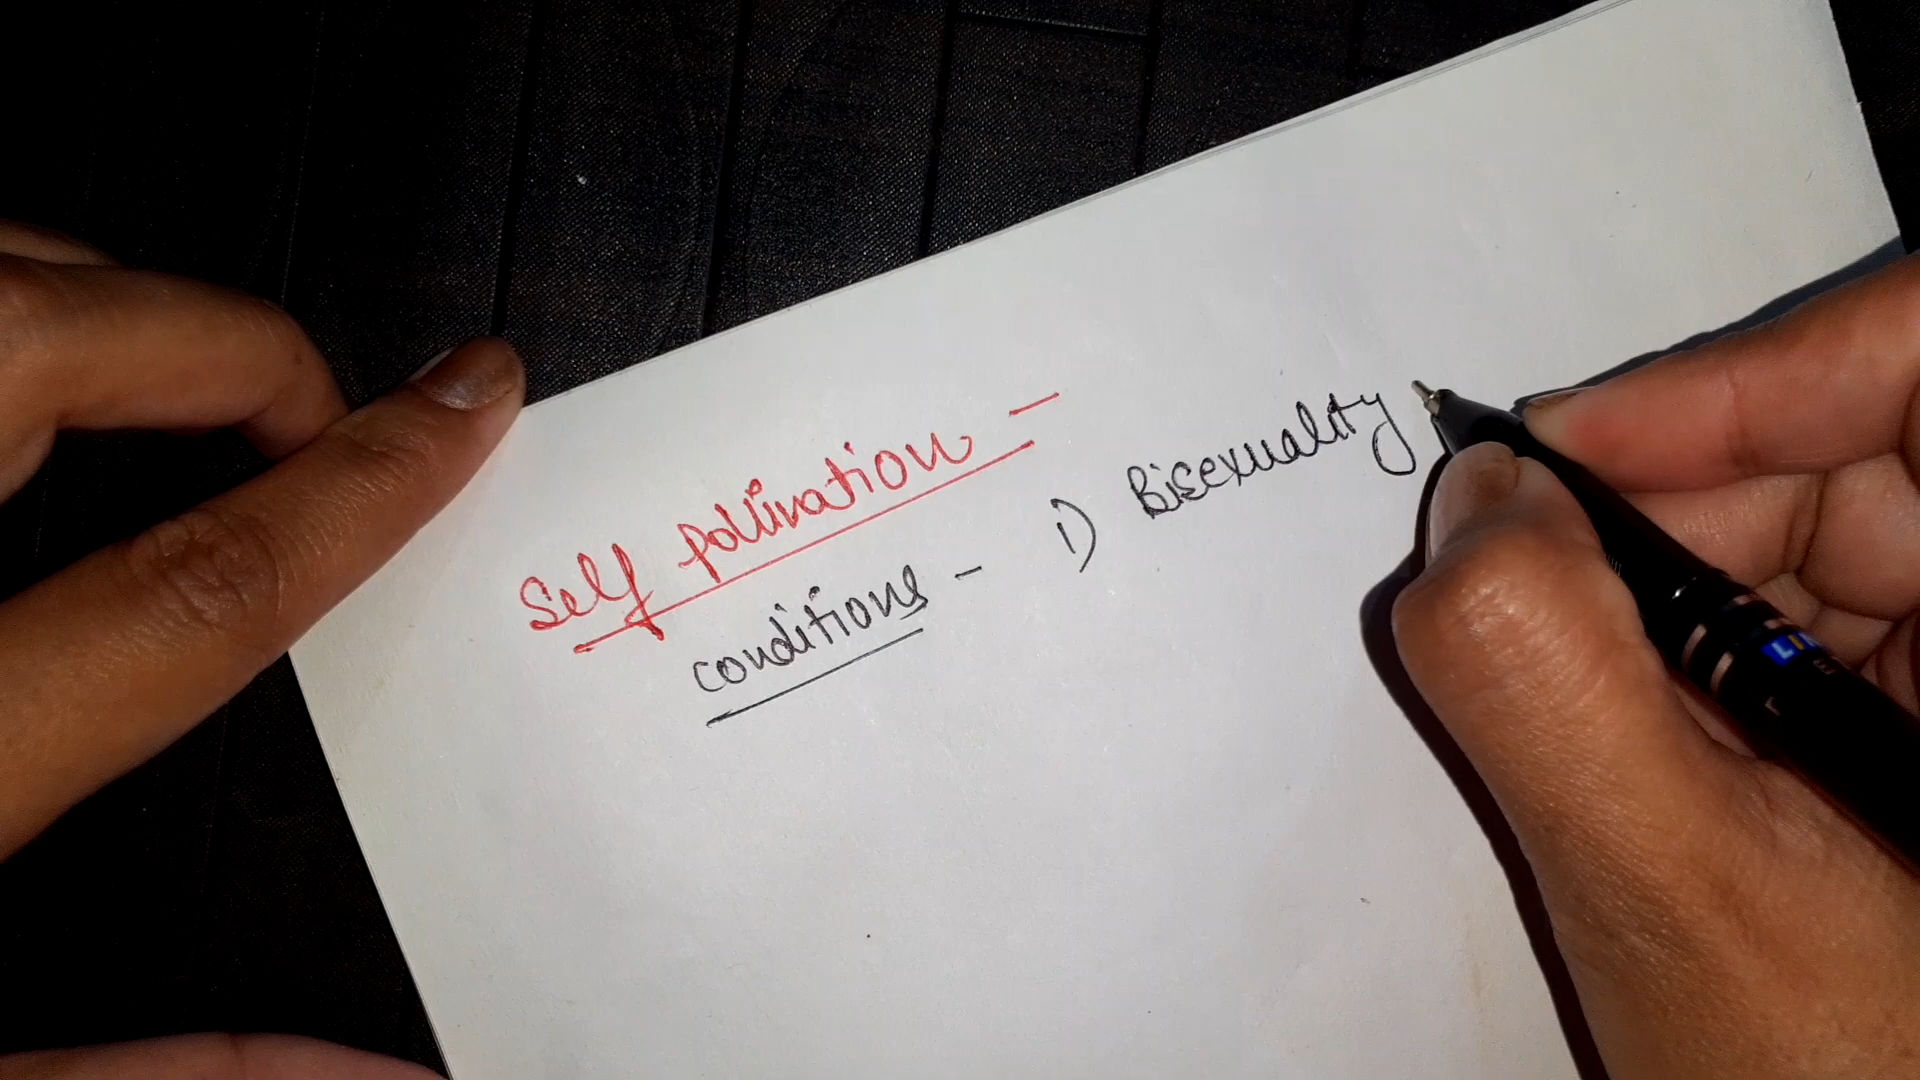 Self pollination -
conditions - 1) Bisexuality